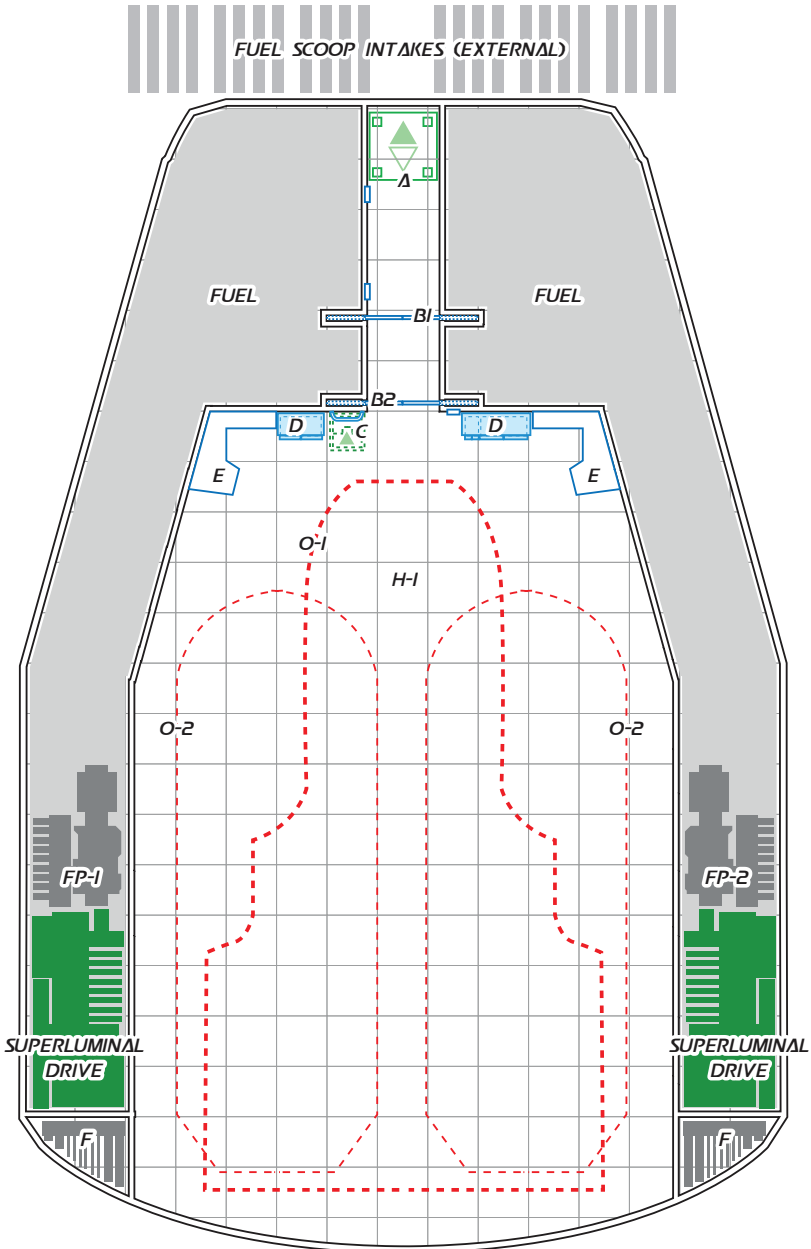 FUEL SCOOP INTAKES (EXTERNAL)
A
FUEL
FUEL
B1
B2
D
C
D
E
E
O-1
H-1
O-2
O-2
FP-1
FP-2
SUPERLUMINAL
DRIVE
SUPERLUMINAL
DRIVE
F
F